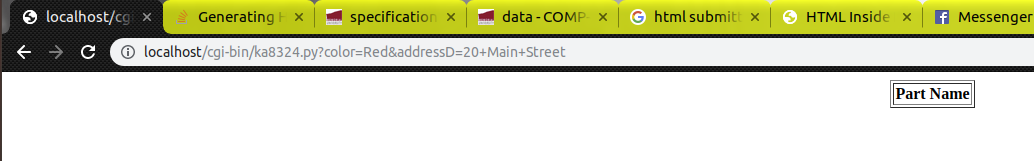 localhost/cg
Generating H
specification
data - COMP-
html submitt
HTML Inside
Messenger
localhost/cgi-bin/ka8324.py?color=Red&addressD=20+Main+Street
Part Name